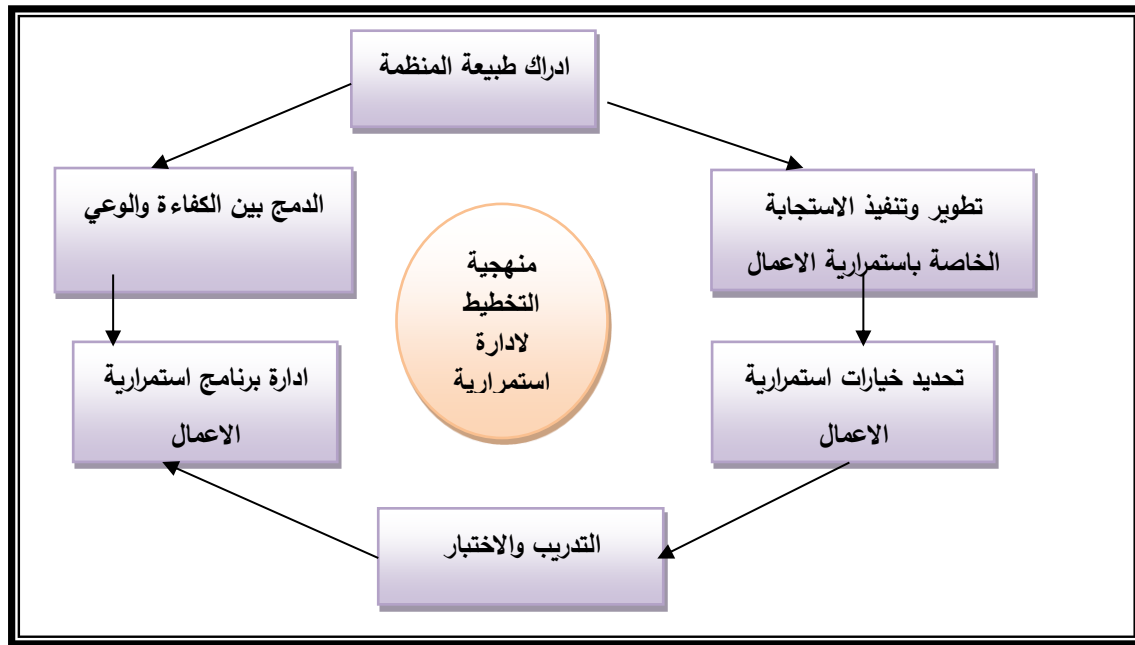 ادراك طبيعة المنظمة
تطوير وتنفيذ الاستجابة
الخاصة باستمرارية الاعمال
الدمج بين الكفاءة والوعي
منهجية
التخطيط
لادارة
استمرارية
تحديد خيارات استمرارية
الاعمال
ادارة برنامج استمرارية
الاعمال
التدريب والاختبار